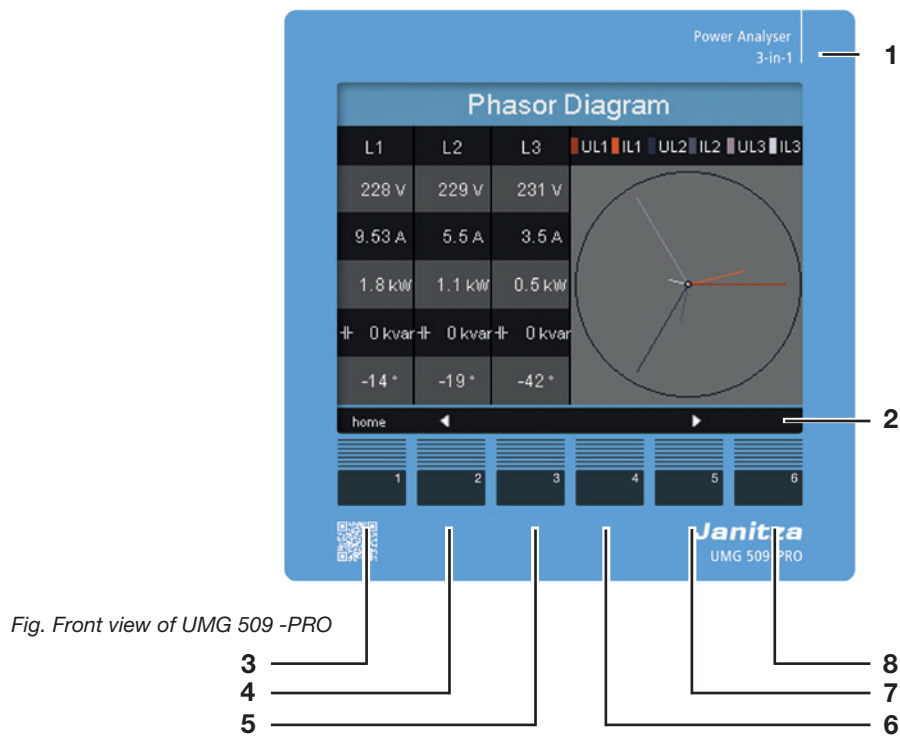 Power Analyser
3-in-1
1
Phasor Diagram
L1 L2 L3 UL1 IL1 UL2 IL2 UL3 IL3
228 V 229 V 231 V
9.53 A 5.5 A 3.5 A
1.8 kW 1.1 kW 0.5 kW
0 kvar 0 kvar 0 kvar
-14 ° -19 ° -42 °
home
2
1 2 3 4 5 6
Janitza
UMG 509-PRO
Fig. Front view of UMG 509 -PRO
3 8
4 7
5 6